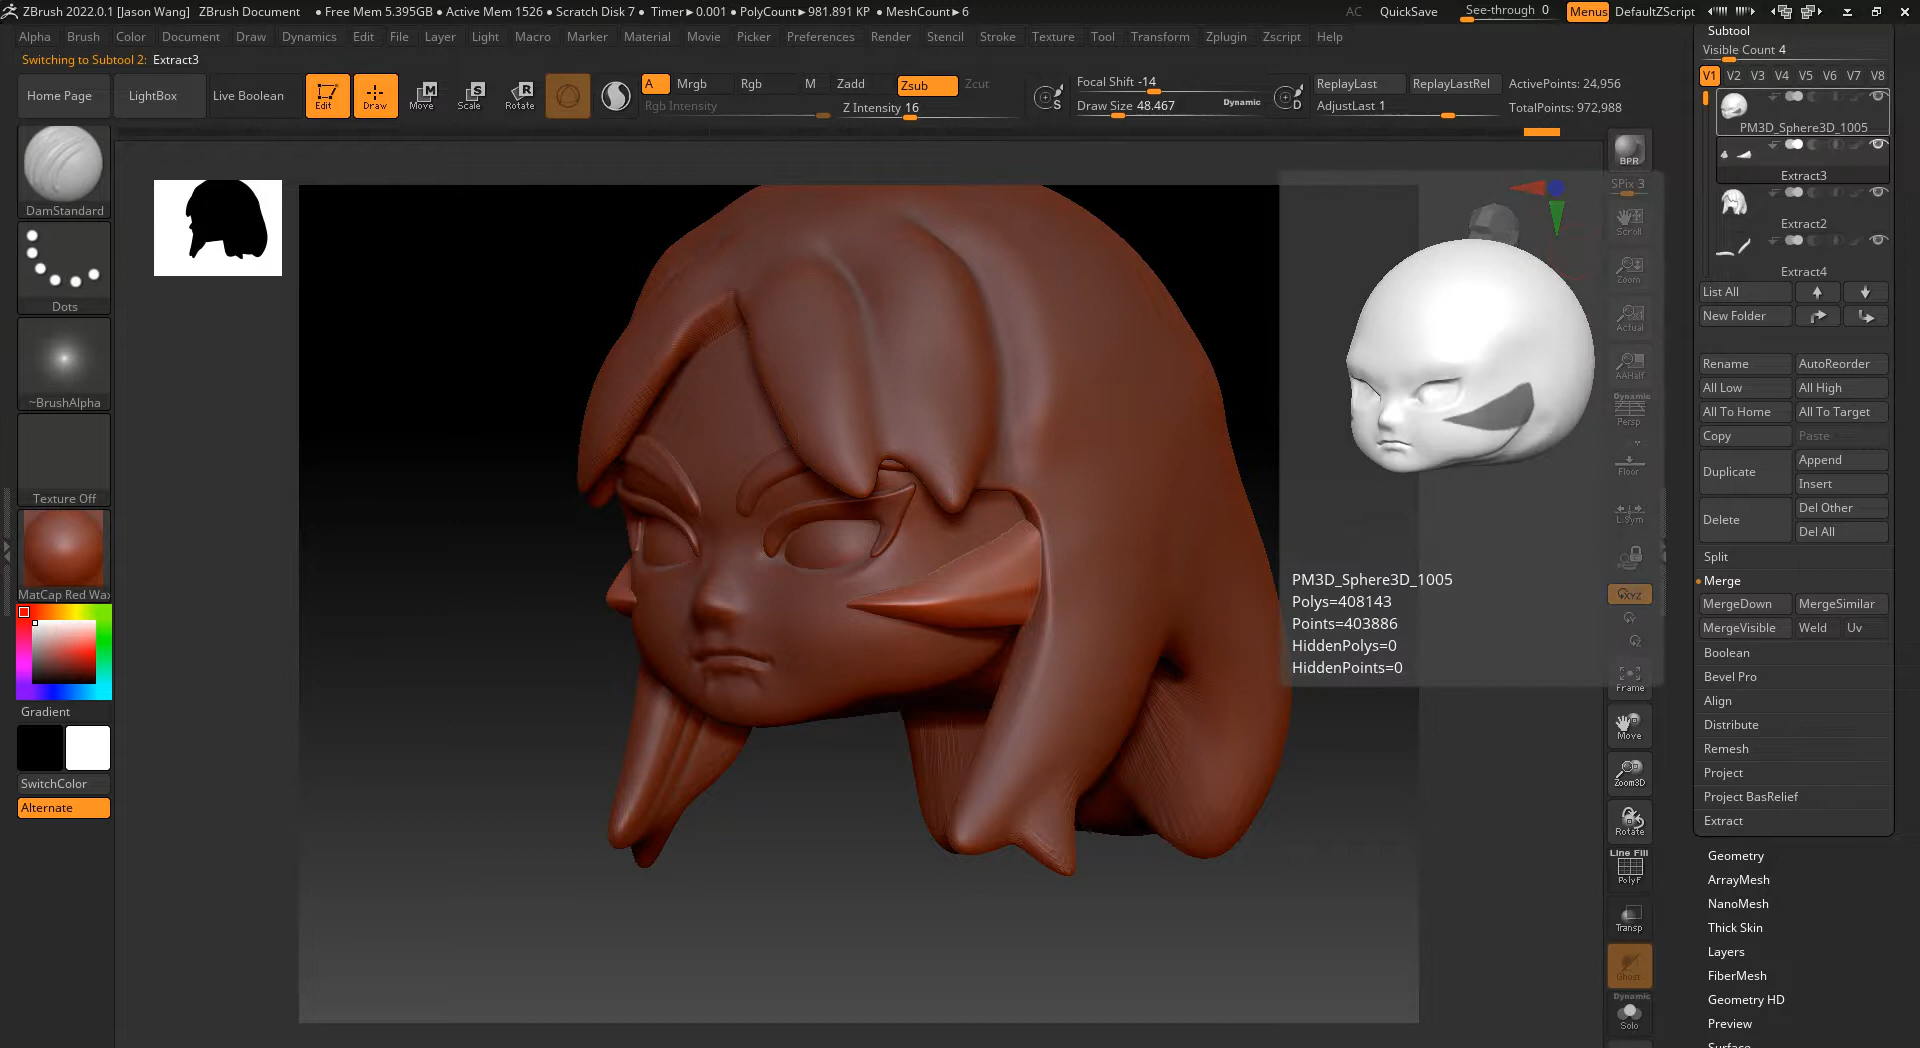 ZBrush 2022.0.1 [Jason Wang] ZBrush Document • Free Mem 5.395GB • Active Mem 1526 • Scratch Disk 7 • Timer►0.001 • PolyCount►981.891 KP • MeshCount►6 AC QuickSave See-through 0 Menus DefaultZScript
Alpha Brush Color Document Draw Dynamics Edit File Layer Light Macro Marker Material Movie Picker Preferences Render Stencil Stroke Texture Tool Transform Zplugin Zscript Help
Switching to Subtool 2: Extract3
Home Page LightBox Live Boolean Edit Draw Move Scale Rotate
A Mrgb Rgb M Zadd Zsub Zcut
Rgb Intensity Z Intensity 16
Focal Shift -14
Draw Size 48.467 Dynamic
S D
ReplayLast ReplayLastRel ActivePoints: 24,956
AdjustLast 1 TotalPoints: 972,988
DamStandard
Dots
~BrushAlpha
Texture Off
MatCap Red Wax
Gradient
SwitchColor
Alternate
PM3D_Sphere3D_1005
Polys=408143
Points=403886
HiddenPolys=0
HiddenPoints=0
BPR
SPix 3
Scroll
Zoom
Actual
AAHalf
Dynamic
Persp
Floor
L.Sym
XYZ
Frame
Move
Zoom3D
Rotate
Line Fill
PolyF
Transp
Ghost
Dynamic
Solo
Subtool
Visible Count 4
V1 V2 V3 V4 V5 V6 V7 V8
PM3D_Sphere3D_1005
Extract3
Extract2
Extract4
List All
New Folder
Rename AutoReorder
All Low All High
All To Home All To Target
Copy Paste
Duplicate Append
Insert
Delete Del Other
Del All
Split
Merge
MergeDown MergeSimilar
MergeVisible Weld Uv
Boolean
Bevel Pro
Align
Distribute
Remesh
Project
Project BasRelief
Extract
Geometry
ArrayMesh
NanoMesh
Thick Skin
Layers
FiberMesh
Geometry HD
Preview
Surface